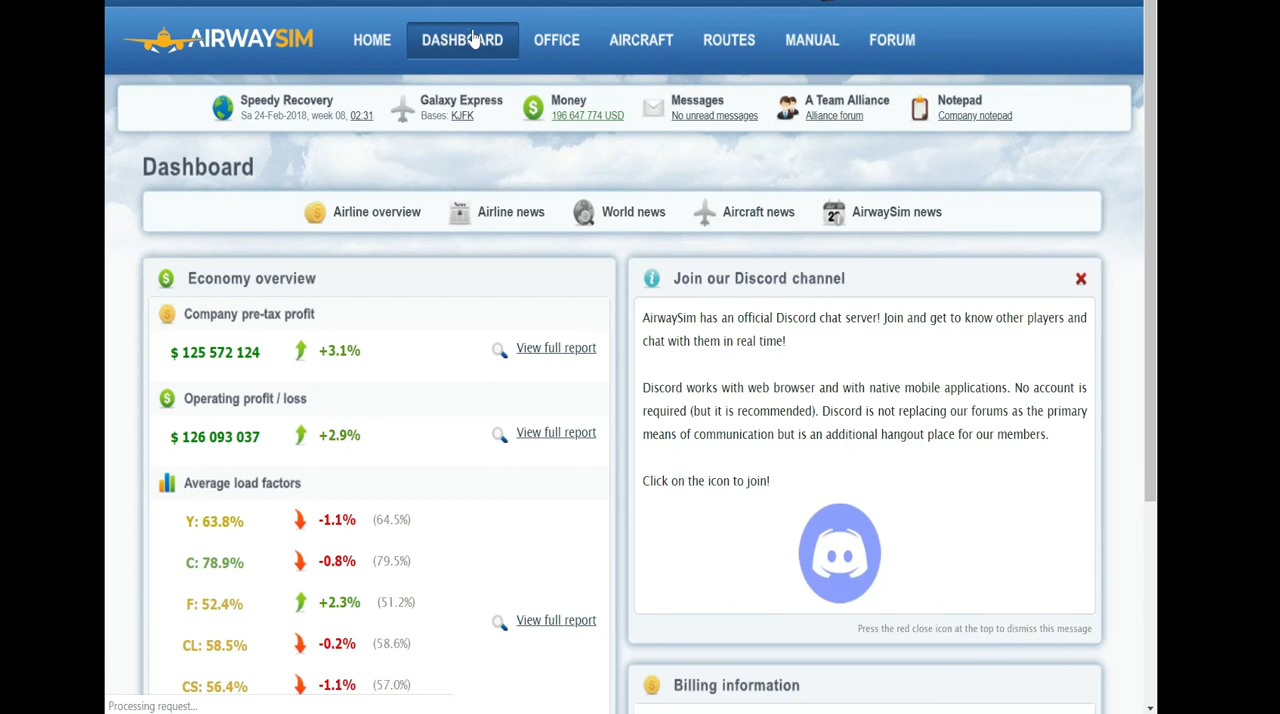 AIRWAYSIM HOME DASHBOARD OFFICE AIRCRAFT ROUTES MANUAL FORUM
Speedy Recovery
Sa 24-Feb-2018, week 08, 02:31
Galaxy Express
Bases: KJFK
Money
196 647 774 USD
Messages
No unread messages
A Team Alliance
Alliance forum
Notepad
Company notepad
Dashboard
Airline overview News Airline news World news Aircraft news AirwaySim news
Economy overview
Company pre-tax profit
$ 125 572 124 +3.1% View full report
Operating profit / loss
$ 126 093 037 +2.9% View full report
Average load factors
Y: 63.8% -1.1% (64.5%)
C: 78.9% -0.8% (79.5%)
F: 52.4% +2.3% (51.2%)
View full report
CL: 58.5% -0.2% (58.6%)
CS: 56.4% -1.1% (57.0%)
Join our Discord channel
AirwaySim has an official Discord chat server! Join and get to know other players and
chat with them in real time!
Discord works with web browser and with native mobile applications. No account is
required (but it is recommended). Discord is not replacing our forums as the primary
means of communication but is an additional hangout place for our members.
Click on the icon to join!
Press the red close icon at the top to dismiss this message
Billing information
Processing request...